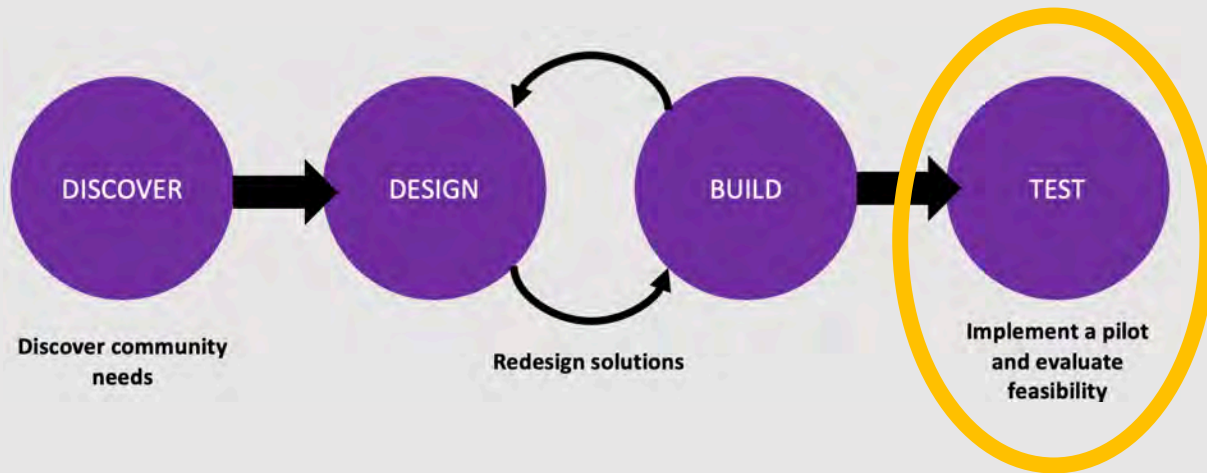 DISCOVER
DESIGN
BUILD
TEST
Discover community
needs
Redesign solutions
Implement a pilot
and evaluate
feasibility